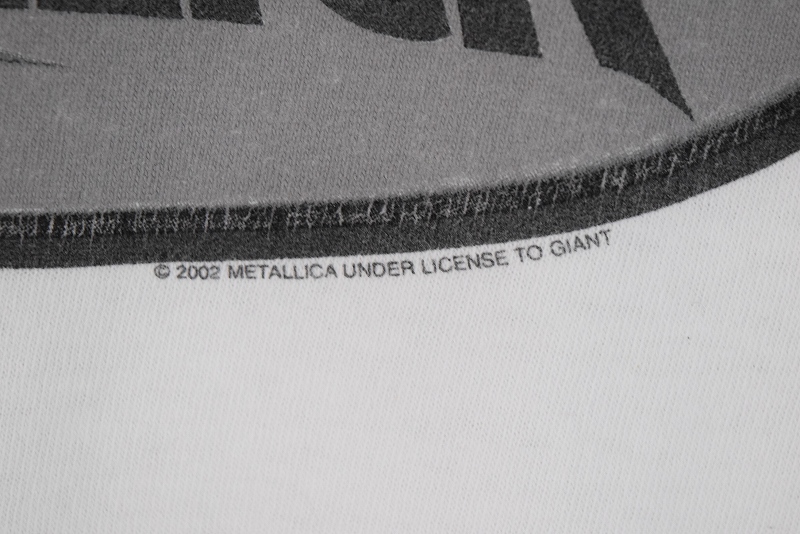 © 2002 METALLICA UNDER LICENSE TO GIANT